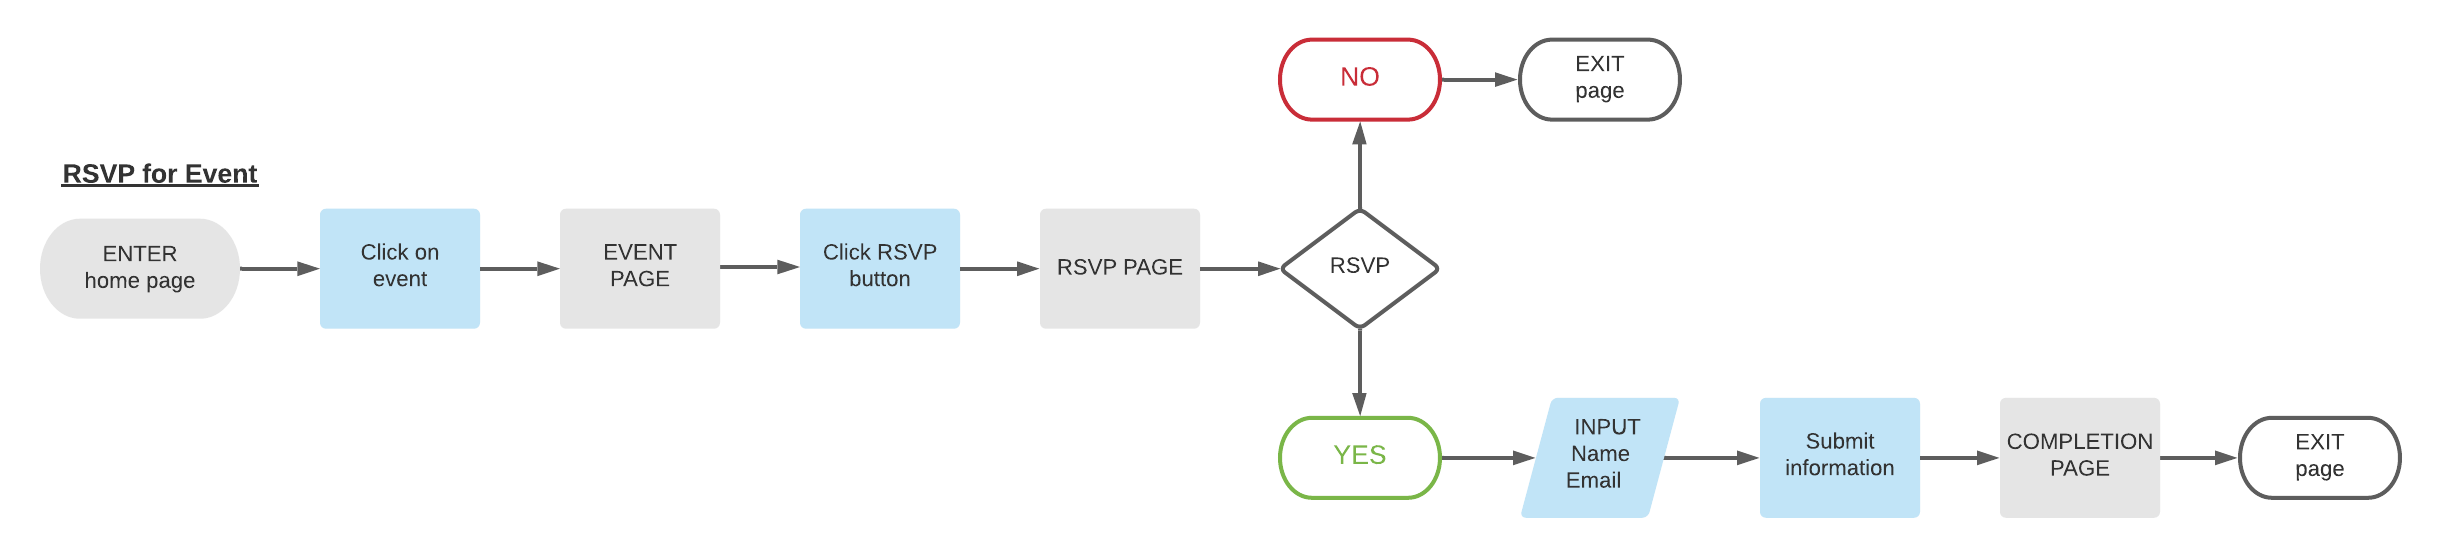 RSVP for Event
ENTER
home page
Click on
event
EVENT
PAGE
Click RSVP
button
RSVP PAGE
RSVP
NO
EXIT
page
YES
INPUT
Name
Email
Submit
information
COMPLETION
PAGE
EXIT
page